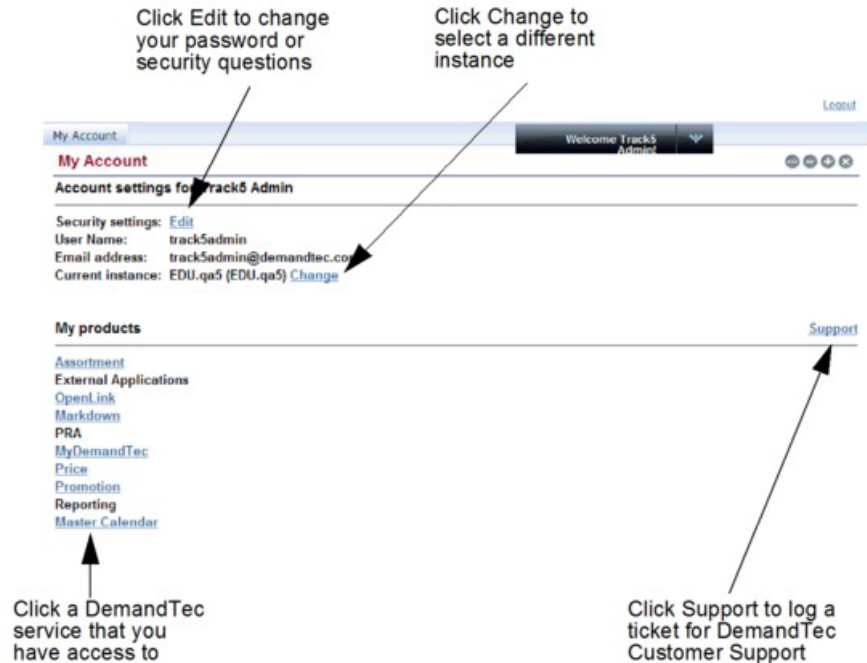 Click Edit to change
your password or
security questions
Click Change to
select a different
instance
Logout
My Account
Welcome Track5
Admin!
My Account
Account settings for Track5 Admin
Security settings: Edit
User Name: track5admin
Email address: track5admin@demandtec.com
Current instance: EDU.qa5 (EDU.qa5) Change
My products
Support
Assortment
External Applications
OpenLink
Markdown
PRA
MyDemandTec
Price
Promotion
Reporting
Master Calendar
Click a DemandTec
service that you
have access to
Click Support to log a
ticket for DemandTec
Customer Support